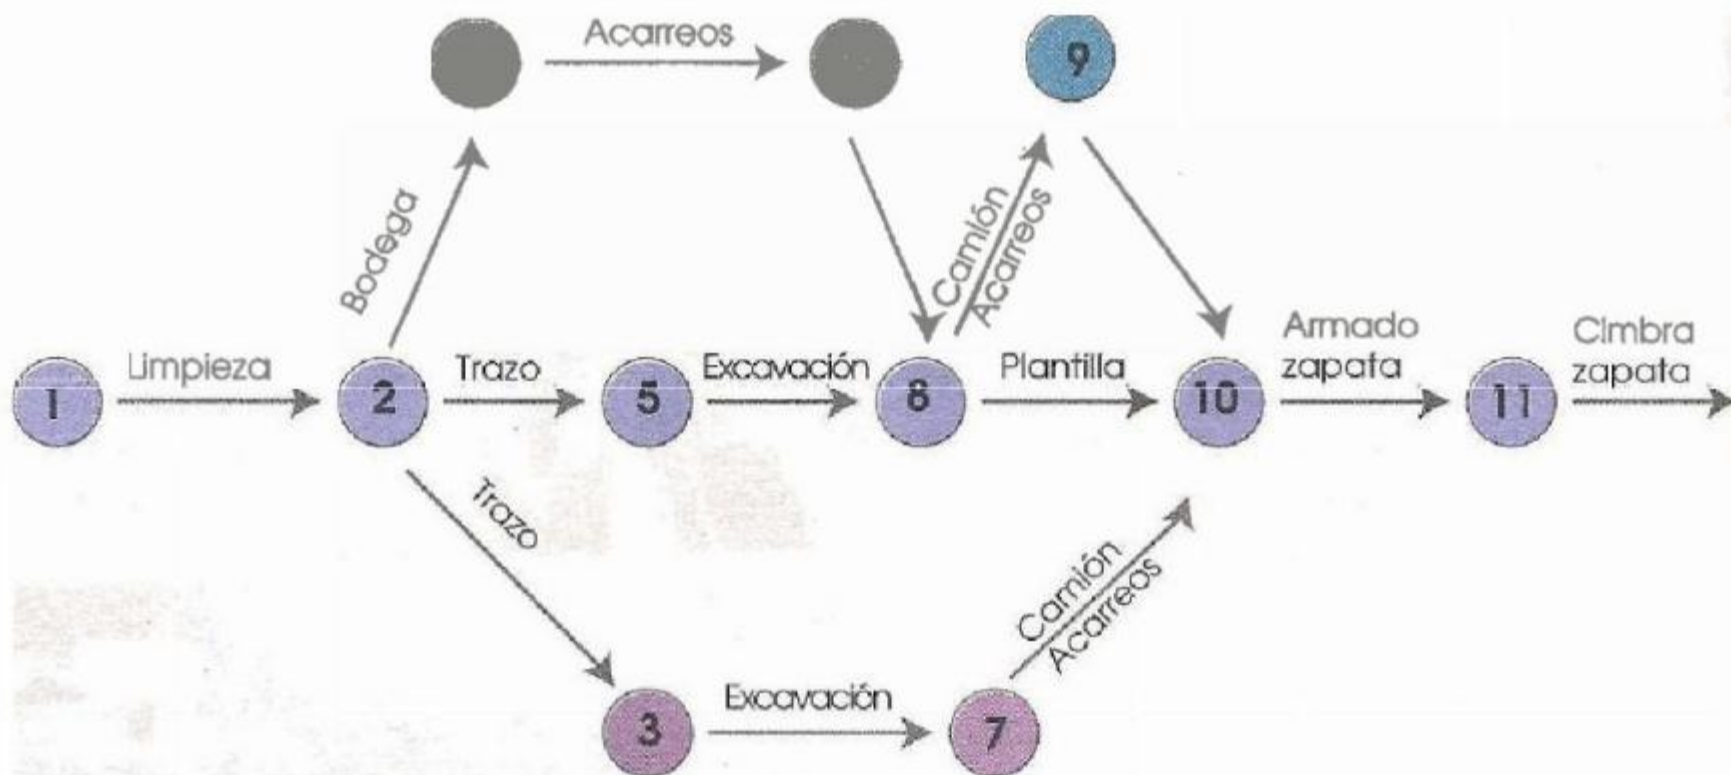 Acarreos
9
Bodega
Camión
Acarreos
1
Limpieza
2
Trazo
5
Excavación
8
Plantilla
10
Armado
zapata
11
Cimbra
zapata
Trazo
Camión
Acarreos
3
Excavación
7